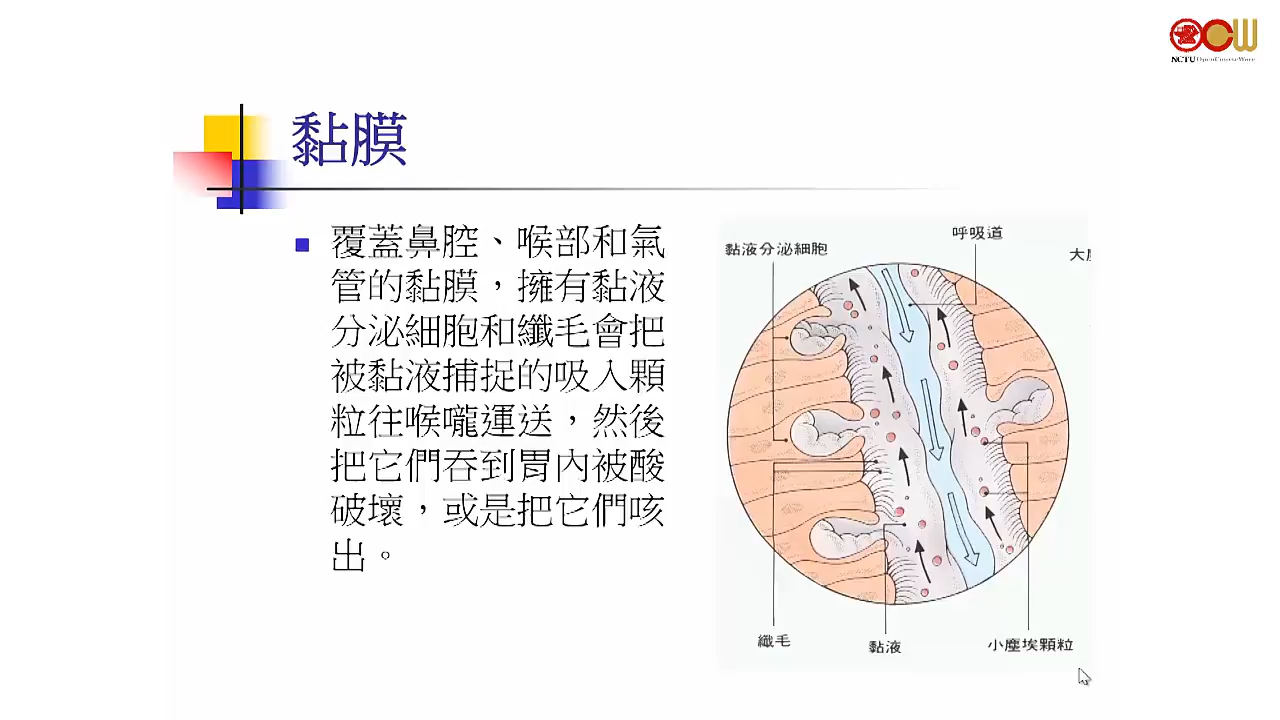 NCTU OpenCourseWare
黏膜
覆蓋鼻腔、喉部和氣
管的黏膜，擁有黏液
分泌細胞和纖毛會把
被黏液捕捉的吸入顆
粒往喉嚨運送，然後
把它們吞到胃內被酸
破壞，或是把它們咳
出。
呼吸道
黏液分泌細胞
大
纖毛
黏液
小塵埃顆粒